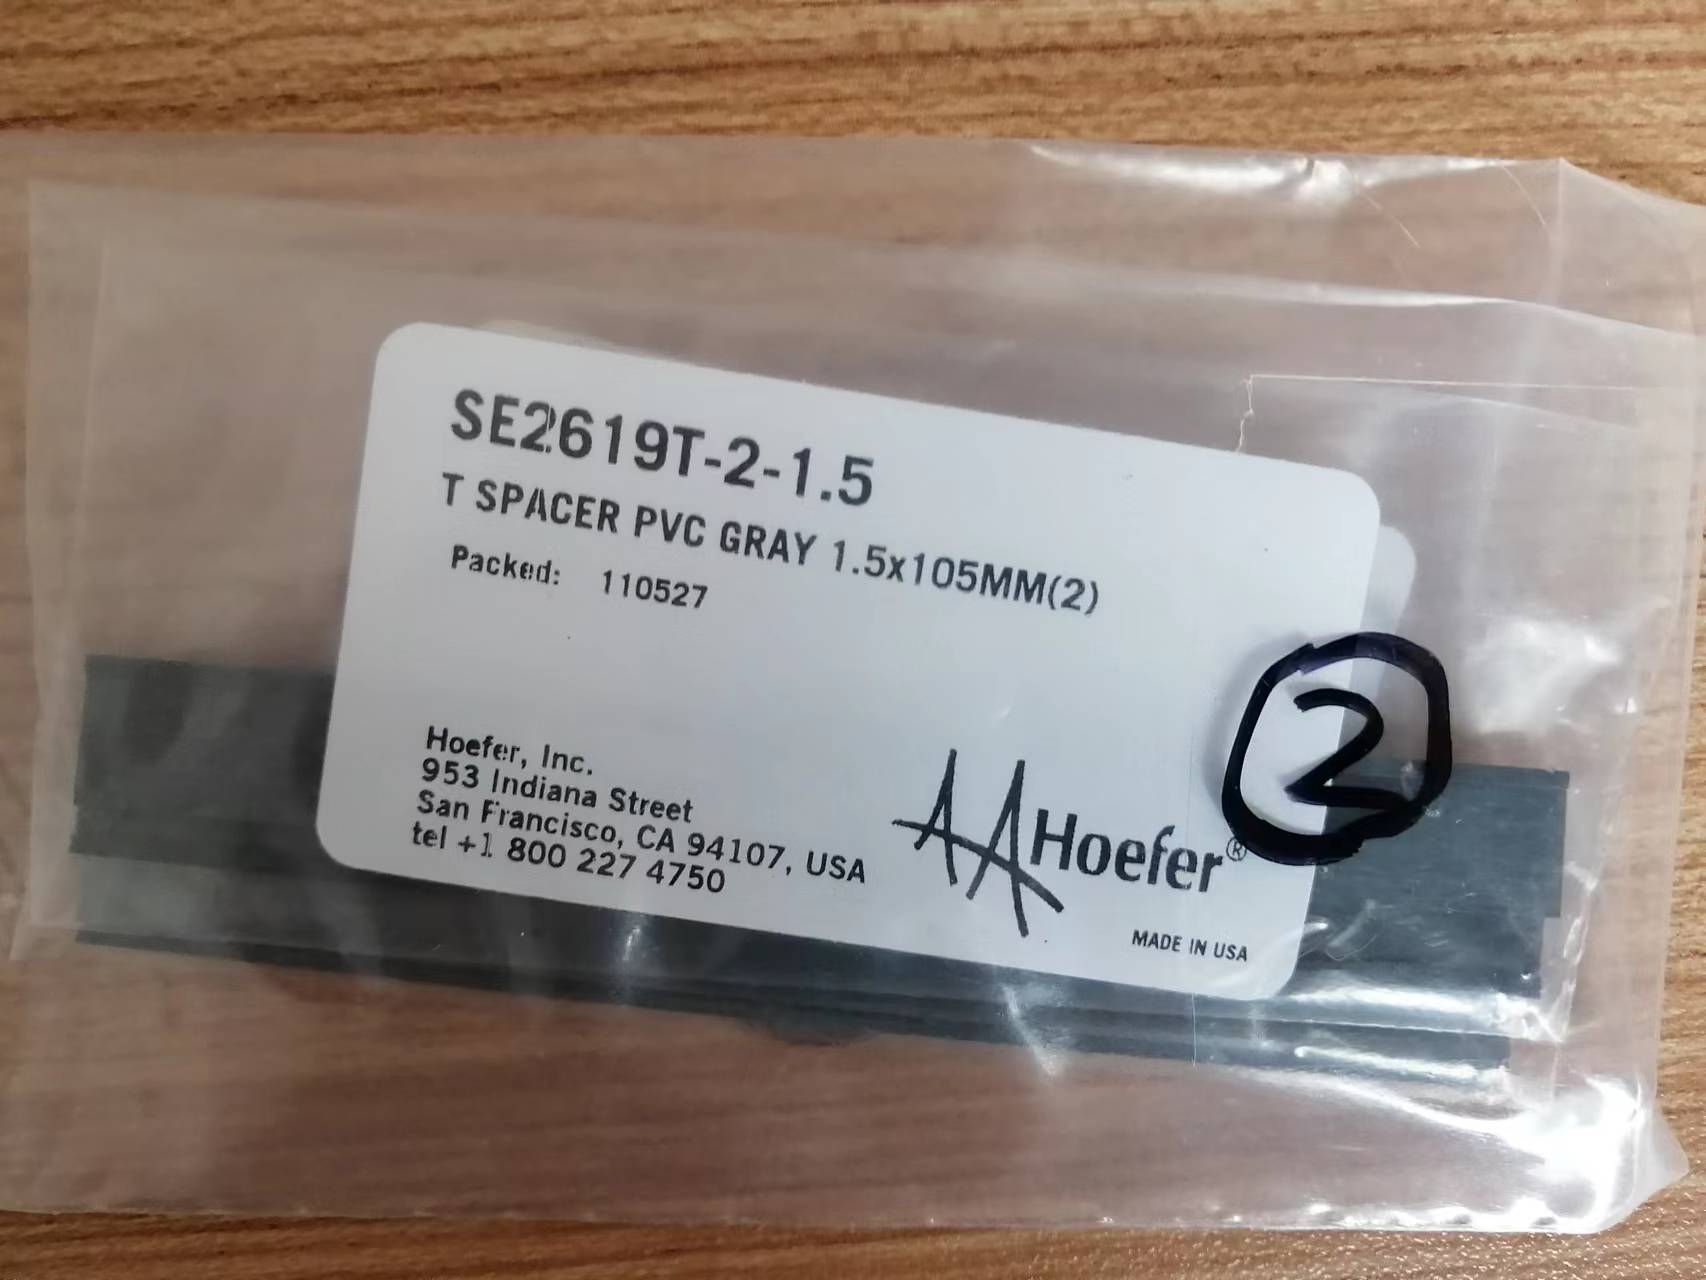 SE2619T-2-1.5
T SPACER PVC GRAY 1.5x105MM(2)
Packed: 110527
2
Hoefer, Inc.
953 Indiana Street
San Francisco, CA 94107, USA
tel +1 800 227 4750
Hoefer®
MADE IN USA